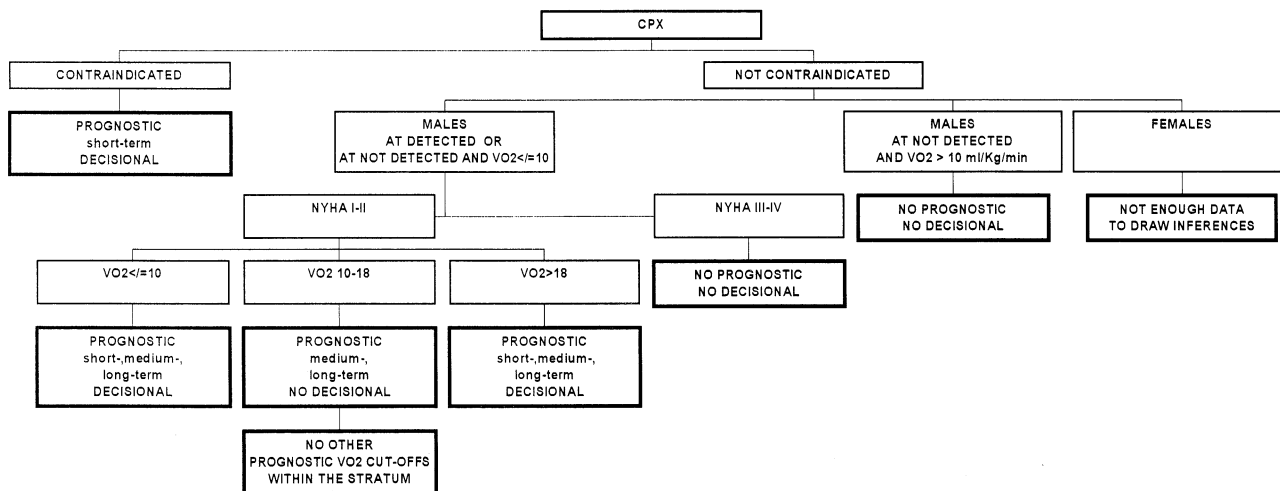 CPX
CONTRAINDICATED
NOT CONTRAINDICATED
PROGNOSTIC
short-term
DECISIONAL
MALES
AT DETECTED OR
AT NOT DETECTED AND VO2</=10
MALES
AT NOT DETECTED
AND VO2 > 10 ml/Kg/min
FEMALES
NYHA I-II
NYHA III-IV
NO PROGNOSTIC
NO DECISIONAL
NOT ENOUGH DATA
TO DRAW INFERENCES
VO2</=10
VO2 10-18
VO2>18
NO PROGNOSTIC
NO DECISIONAL
PROGNOSTIC
short-,medium-,
long-term
DECISIONAL
PROGNOSTIC
medium-,
long-term
NO DECISIONAL
PROGNOSTIC
short-,medium-,
long-term
DECISIONAL
NO OTHER
PROGNOSTIC VO2 CUT-OFFS
WITHIN THE STRATUM